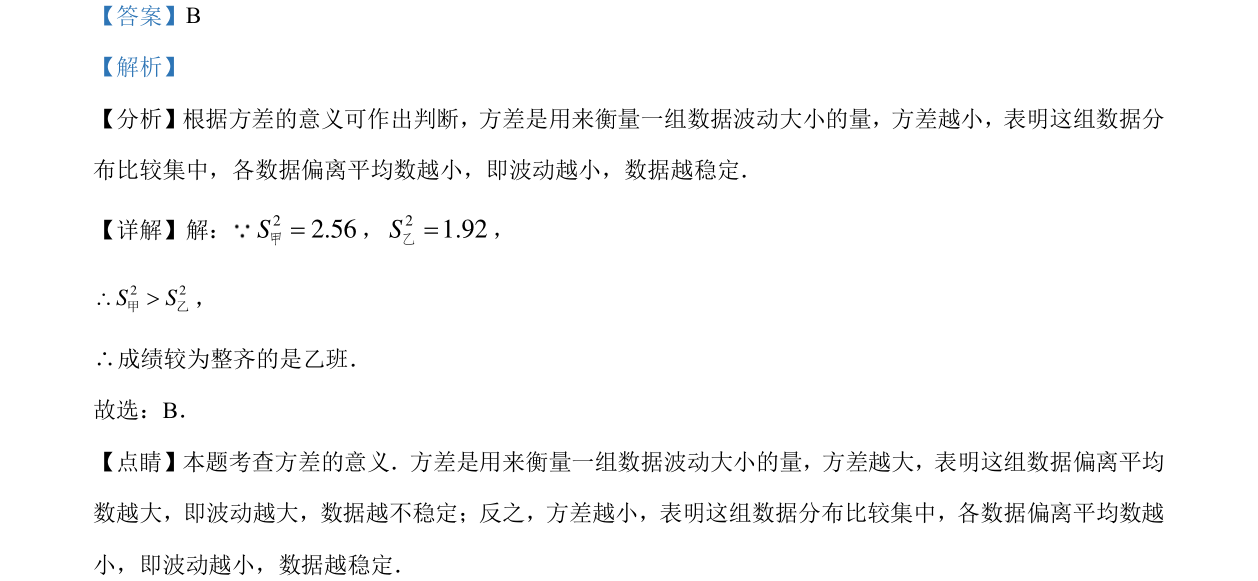 【答案】B
【解析】
【分析】根据方差的意义可作出判断，方差是用来衡量一组数据波动大小的量，方差越小，表明这组数据分
布比较集中，各数据偏离平均数越小，即波动越小，数据越稳定．
【详解】解：∵ S²甲 = 2.56， S²乙 = 1.92，
∴ S²甲 > S²乙，
∴成绩较为整齐的是乙班．
故选：B．
【点睛】本题考查方差的意义．方差是用来衡量一组数据波动大小的量，方差越大，表明这组数据偏离平均
数越大，即波动越大，数据越不稳定；反之，方差越小，表明这组数据分布比较集中，各数据偏离平均数越
小，即波动越小，数据越稳定．